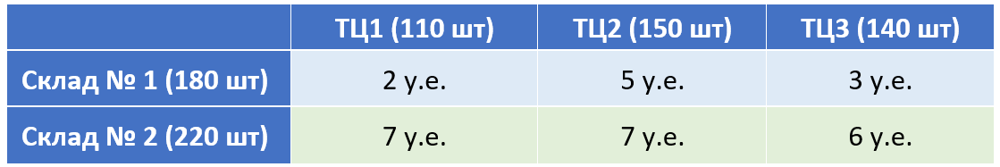 ТЦ1 (110 шт) ТЦ2 (150 шт) ТЦ3 (140 шт)
Склад № 1 (180 шт) 2 у.е. 5 у.е. 3 у.е.
Склад № 2 (220 шт) 7 у.е. 7 у.е. 6 у.е.